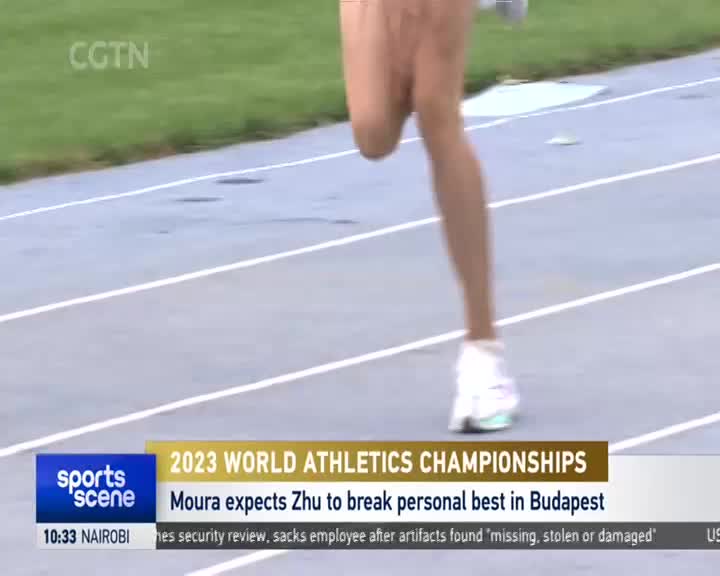 CGTN
2023 WORLD ATHLETICS CHAMPIONSHIPS
sports
scene
Moura expects Zhu to break personal best in Budapest
10:33 NAIROBI
security review, sacks employee after artifacts found "missing, stolen or damaged"